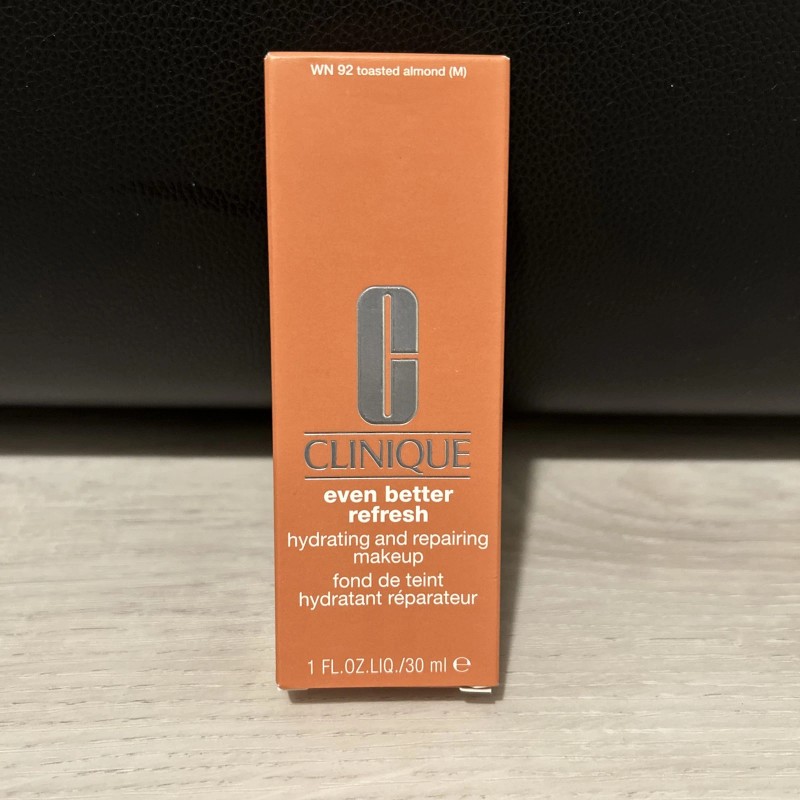 WN 92 toasted almond (M)
C
CLINIQUE
even better
refresh
hydrating and repairing
makeup
fond de teint
hydratant réparateur
1 FL.OZ.LIQ./30 ml ℮